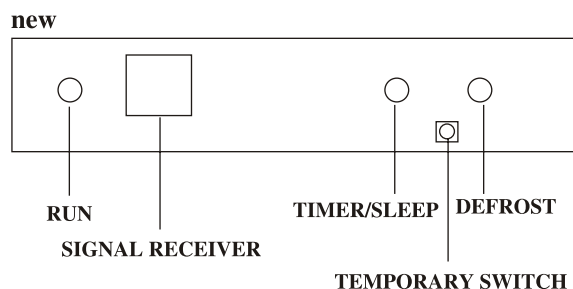 new
RUN
SIGNAL RECEIVER
TIMER/SLEEP
DEFROST
TEMPORARY SWITCH